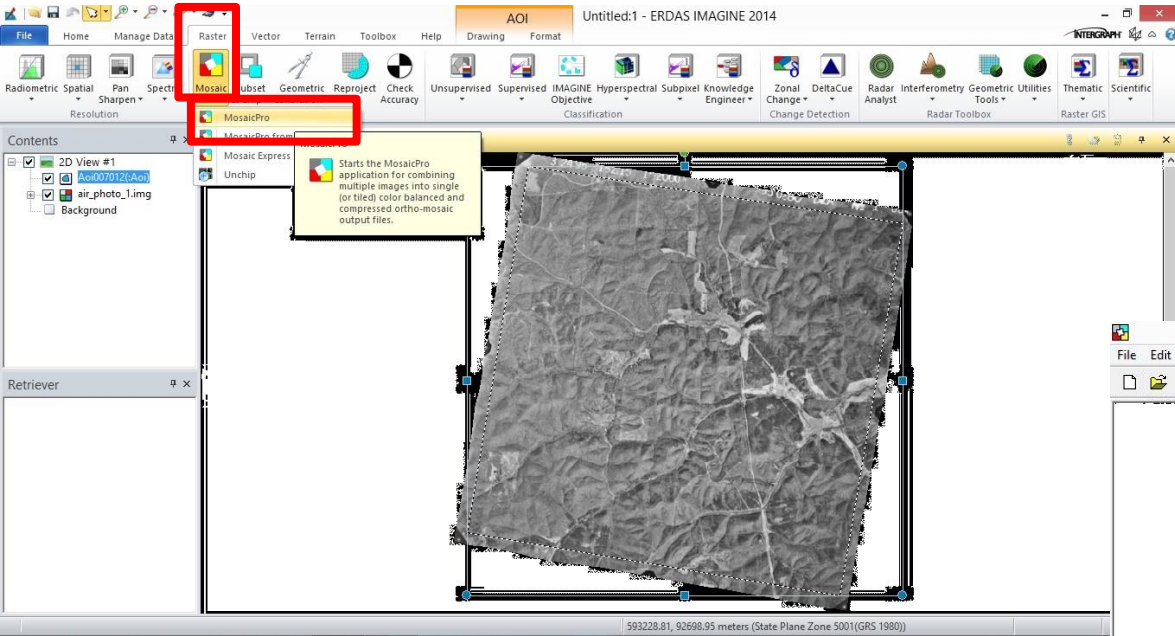 AOI
Untitled:1 - ERDAS IMAGINE 2014
File Home Manage Data Raster Vector Terrain Toolbox Help Drawing Format
INTERGRAPH
Radiometric Spatial Pan Sharpen Mosaic Subset Geometric Reproject Check Accuracy Unsupervised Supervised IMAGINE Objective Hyperspectral Subpixel Knowledge Engineer Zonal Change DeltaCue Radar Analyst Interferometry Geometric Tools Utilities Thematic Scientific
Resolution Classification Change Detection Radar Toolbox Raster GIS
MosaicPro
MosaicPro from
Mosaic Express
Unchip
Starts the MosaicPro
application for combining
multiple images into single
(or tiled) color balanced and
compressed ortho-mosaic
output files.
Contents
2D View #1
Aoi007012(:Aoi)
air_photo_1.img
Background
Retriever
File Edit
593228.81, 92698.95 meters (State Plane Zone 5001(GRS 1980))